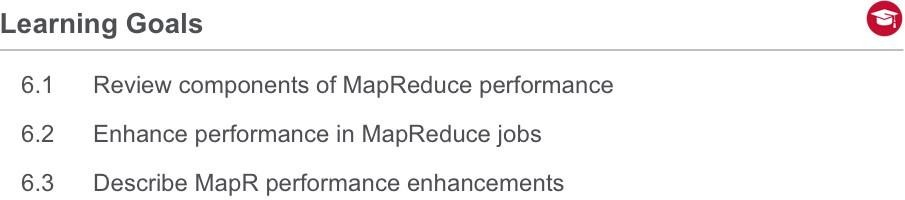 Learning Goals
6.1 Review components of MapReduce performance
6.2 Enhance performance in MapReduce jobs
6.3 Describe MapR performance enhancements